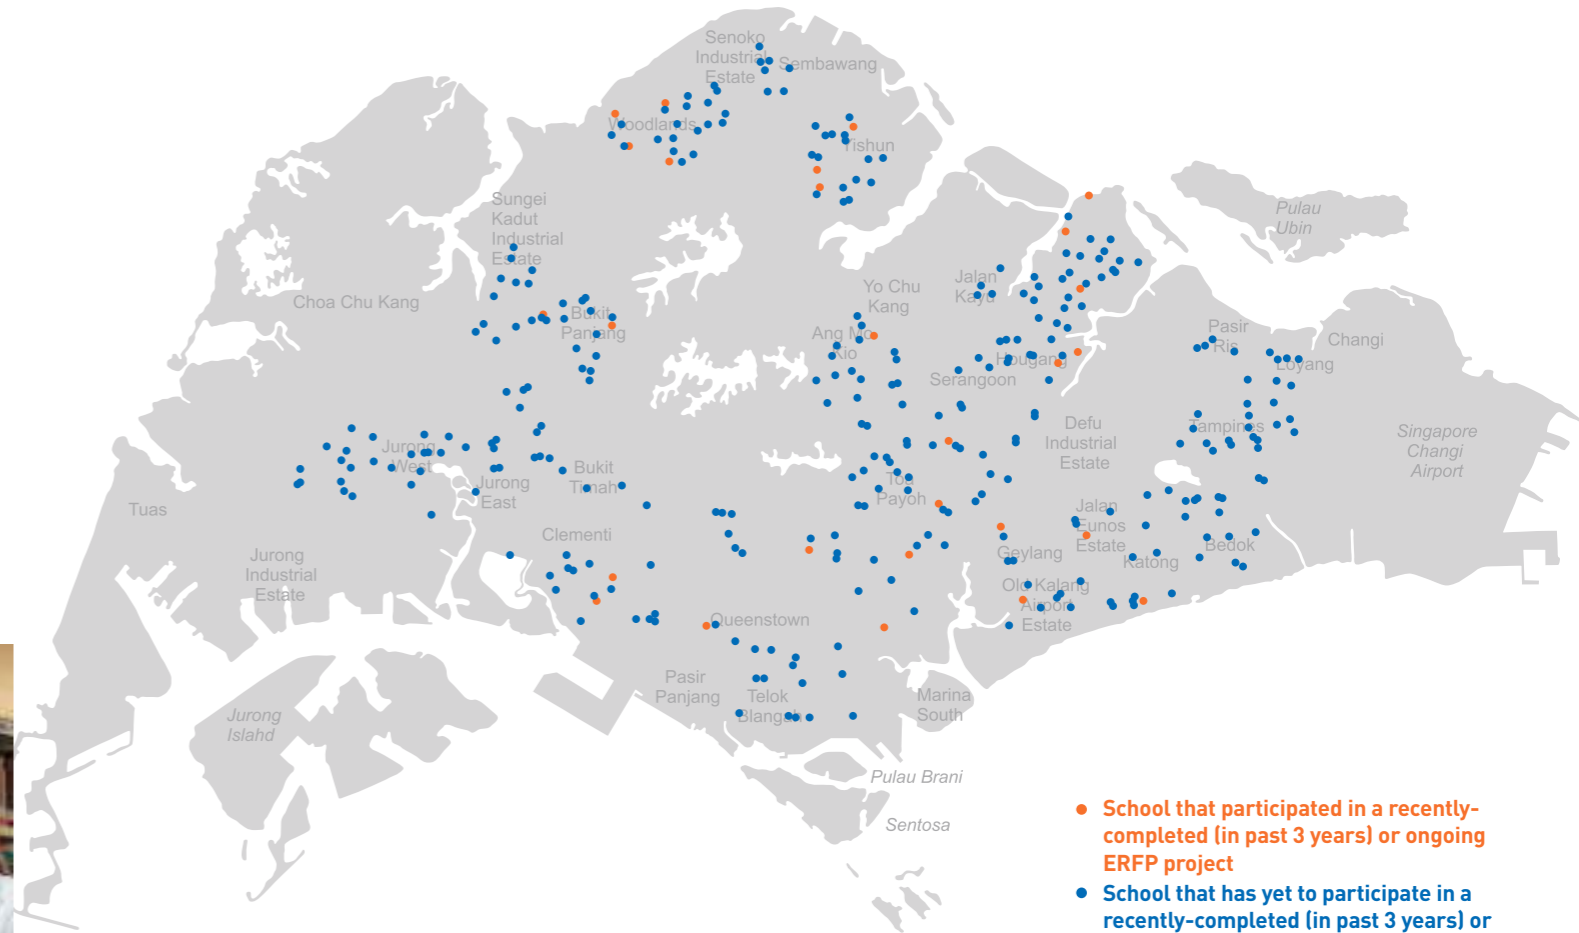 Senoko
Industrial
Estate
Sembawang
Woodlands
Yishun
Sungei
Kadut
Industrial
Estate
Pulau
Ubin
Choa Chu Kang
Yo Chu
Kang
Jalan
Kayu
Bukit
Panjang
Ang Mo
Kio
Pasir
Ris
Changi
Hougang
Loyang
Serangoon
Jurong
West
Defu
Industrial
Estate
Tampines
Singapore
Changi
Airport
Bukit
Timah
Jurong
East
Toa
Payoh
Tuas
Clementi
Jalan
Eunos
Estate
Jurong
Industrial
Estate
Geylang
Katong
Bedok
Old Kalang
Airport
Estate
Queenstown
Pasir
Panjang
Telok
Blangah
Marina
South
Jurong
Islahd
Pulau Brani
Sentosa
School that participated in a recently-
completed (in past 3 years) or ongoing
ERFP project
School that has yet to participate in a
recently-completed (in past 3 years) or